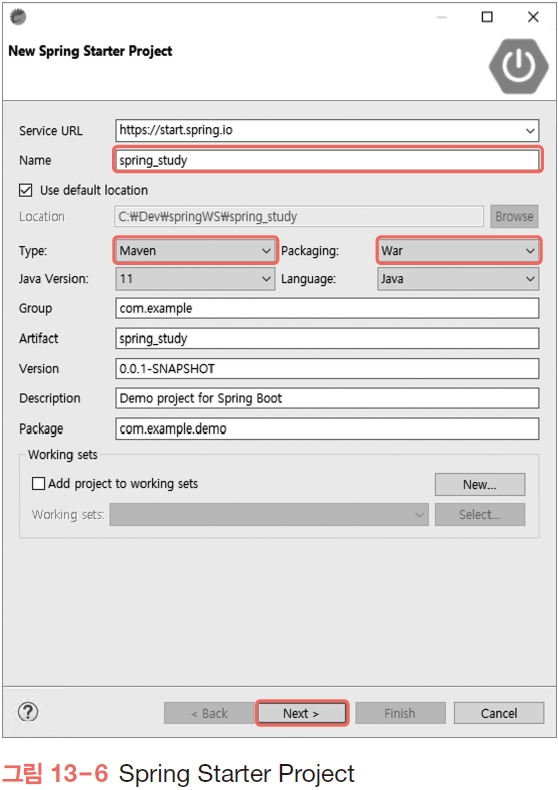 New Spring Starter Project
Service URL https://start.spring.io
Name spring_study
Use default location
Location C:₩Dev₩springWS₩spring_study Browse
Type: Maven Packaging: War
Java Version: 11 Language: Java
Group com.example
Artifact spring_study
Version 0.0.1-SNAPSHOT
Description Demo project for Spring Boot
Package com.example.demo
Working sets
Add project to working sets New...
Working sets: Select...
? < Back Next > Finish Cancel
그림 13-6 Spring Starter Project